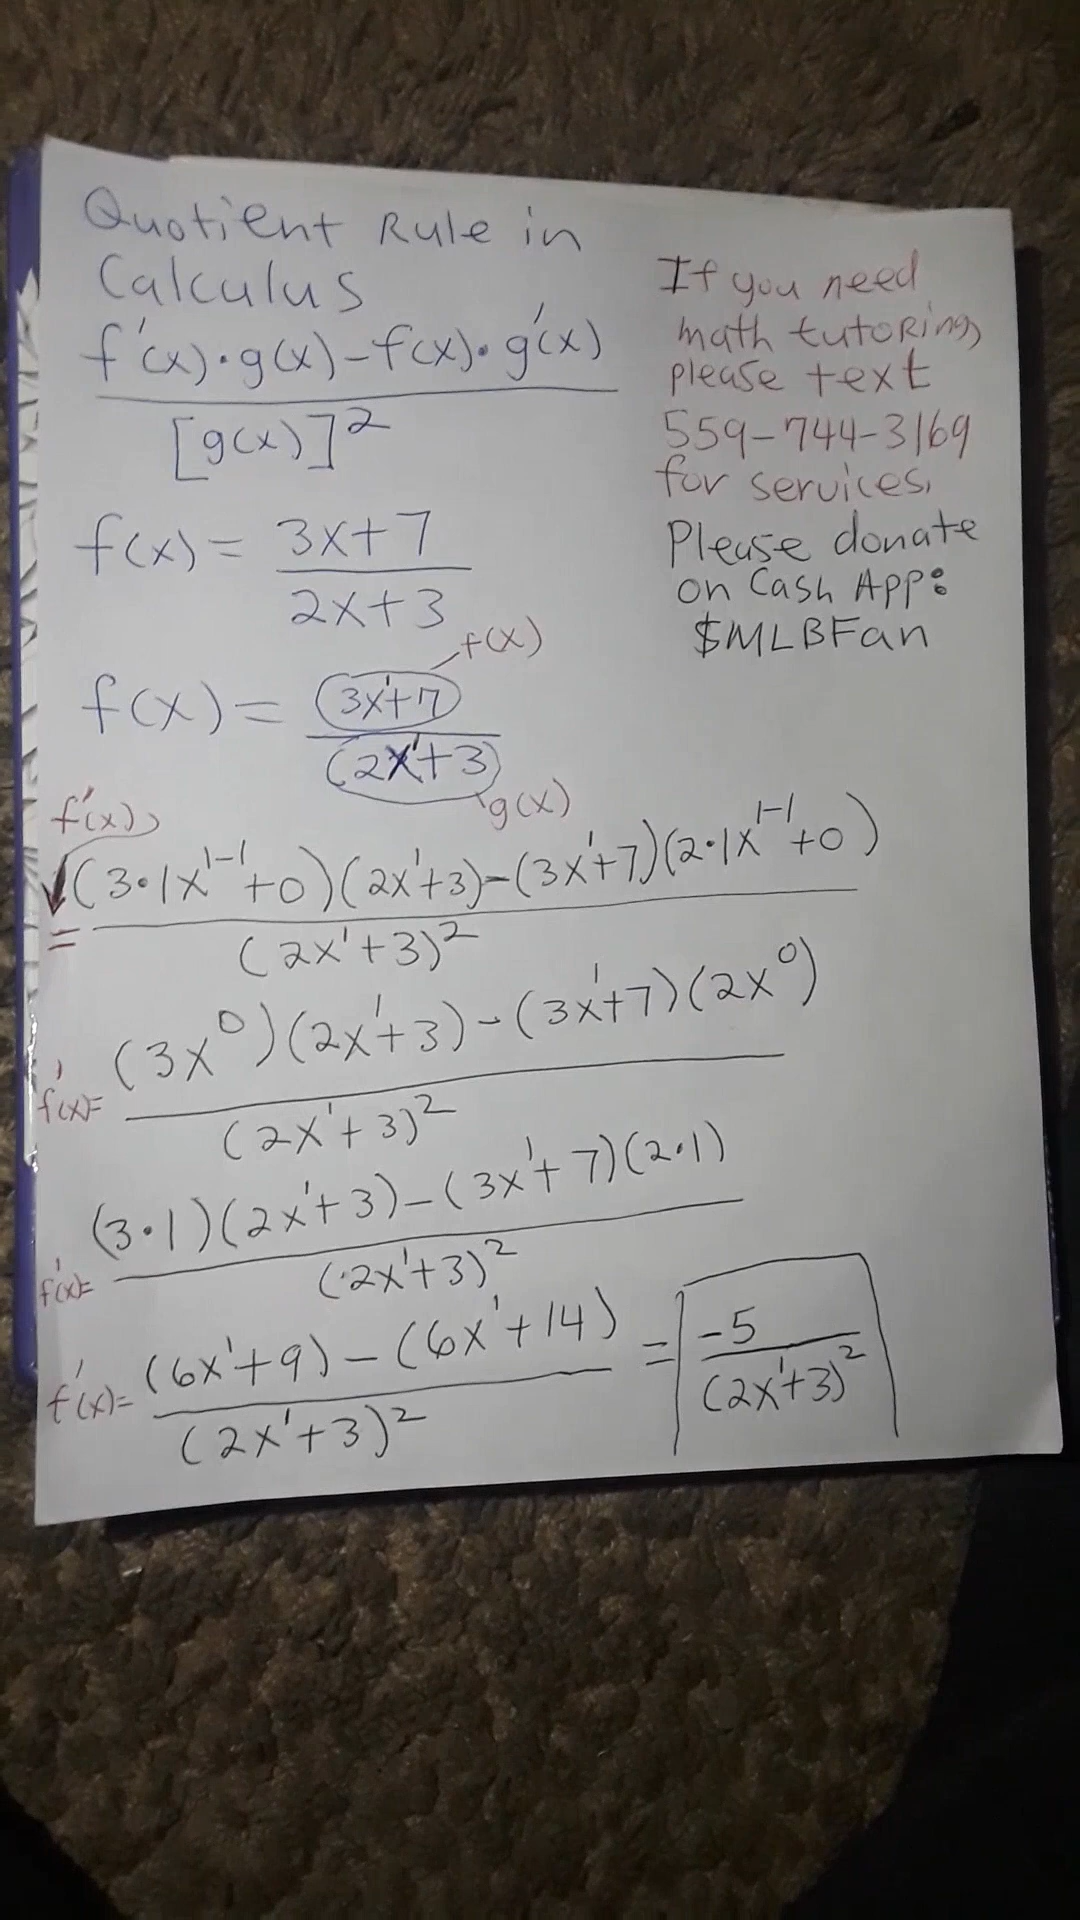 Quotient Rule in
Calculus
f'(x)·g(x)-f(x)·g'(x)
[g(x)]²
f(x) = 3x+7
2x+3
f(x)
f(x) = (3x¹+7)
(2x¹+3)
g(x)
f'(x)
(3·1x¹⁻¹+0)(2x¹+3)-(3x¹+7)(2·1x¹⁻¹+0)
=
(2x¹+3)²
(3x⁰)(2x¹+3)-(3x¹+7)(2x⁰)
f'(x)=
(2x¹+3)²
(3·1)(2x¹+3)-(3x¹+7)(2·1)
f'(x)=
(2x¹+3)²
f'(x)= (6x¹+9)-(6x¹+14) = -5
(2x¹+3)² (2x¹+3)²
If you need
math tutoring,
please text
559-744-3169
for services.
Please donate
on Cash App:
$MLBFan